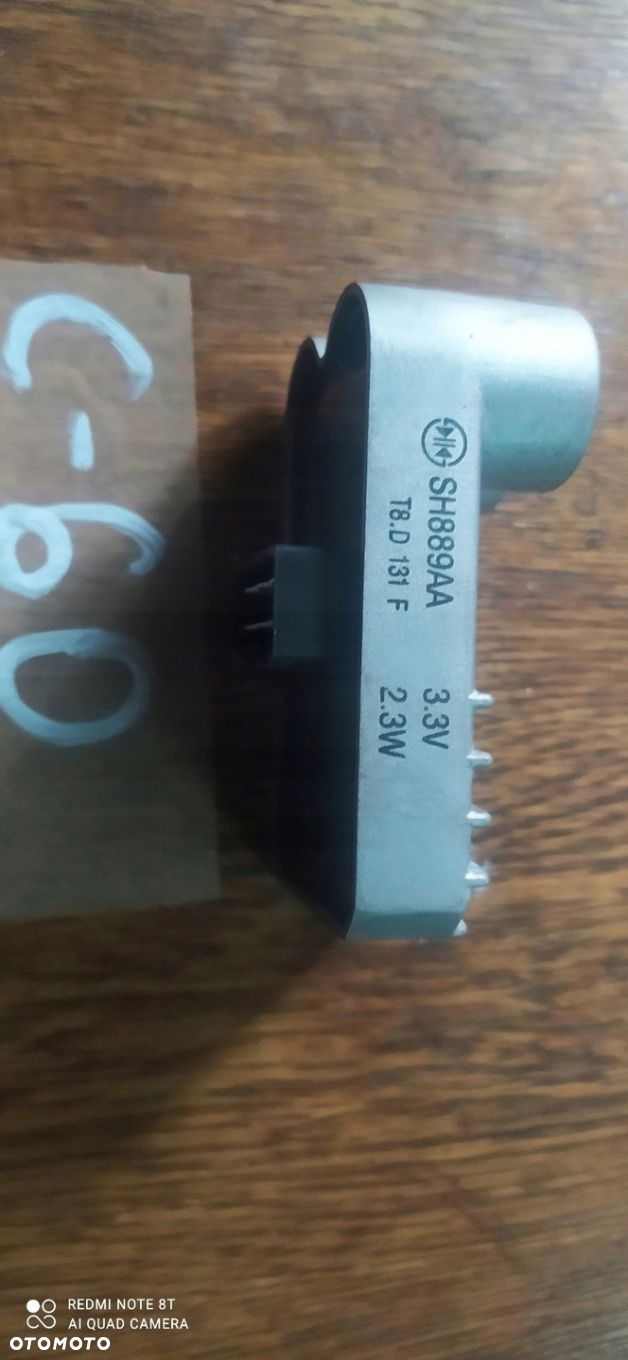 C-60
SH889AA
T8.D 131 F
3.3V
2.3W
REDMI NOTE 8T
AI QUAD CAMERA
OTOMOTO